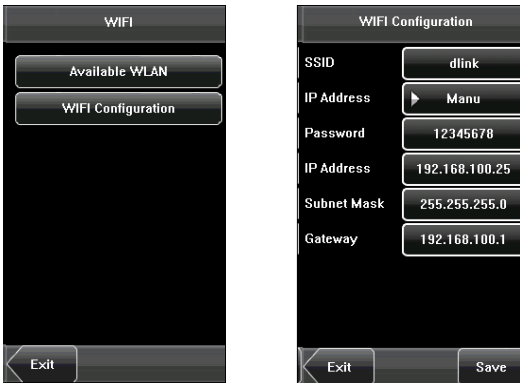 WIFI
Available WLAN
WIFI Configuration
Exit
WIFI Configuration
SSID dlink
IP Address Manu
Password 12345678
IP Address 192.168.100.25
Subnet Mask 255.255.255.0
Gateway 192.168.100.1
Exit Save